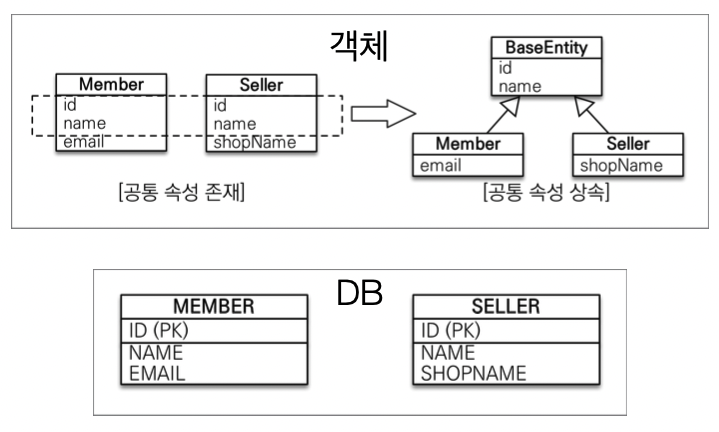 객체
Member
id
name
email
Seller
id
name
shopName
[공통 속성 존재]
BaseEntity
id
name
Member
email
Seller
shopName
[공통 속성 상속]
DB
MEMBER
ID (PK)
NAME
EMAIL
SELLER
ID (PK)
NAME
SHOPNAME